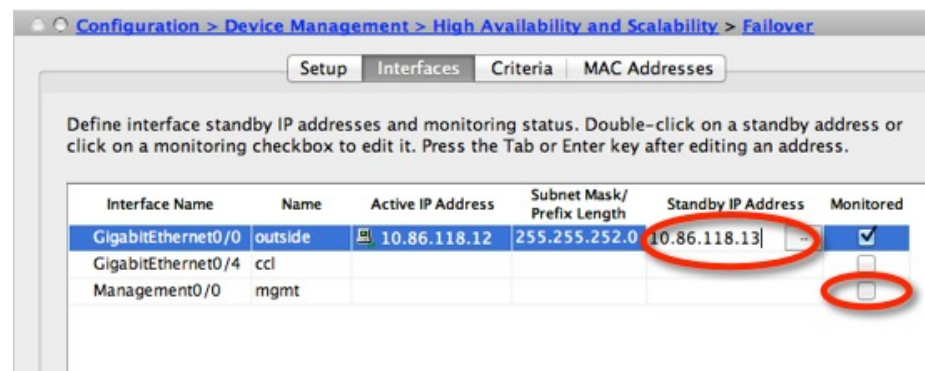 Configuration > Device Management > High Availability and Scalability > Failover
Setup Interfaces Criteria MAC Addresses
Define interface standby IP addresses and monitoring status. Double-click on a standby address or
click on a monitoring checkbox to edit it. Press the Tab or Enter key after editing an address.
Interface Name Name Active IP Address Subnet Mask/ Prefix Length Standby IP Address Monitored
GigabitEthernet0/0 outside 10.86.118.12 255.255.252.0 10.86.118.13 ...
GigabitEthernet0/4 ccl
Management0/0 mgmt